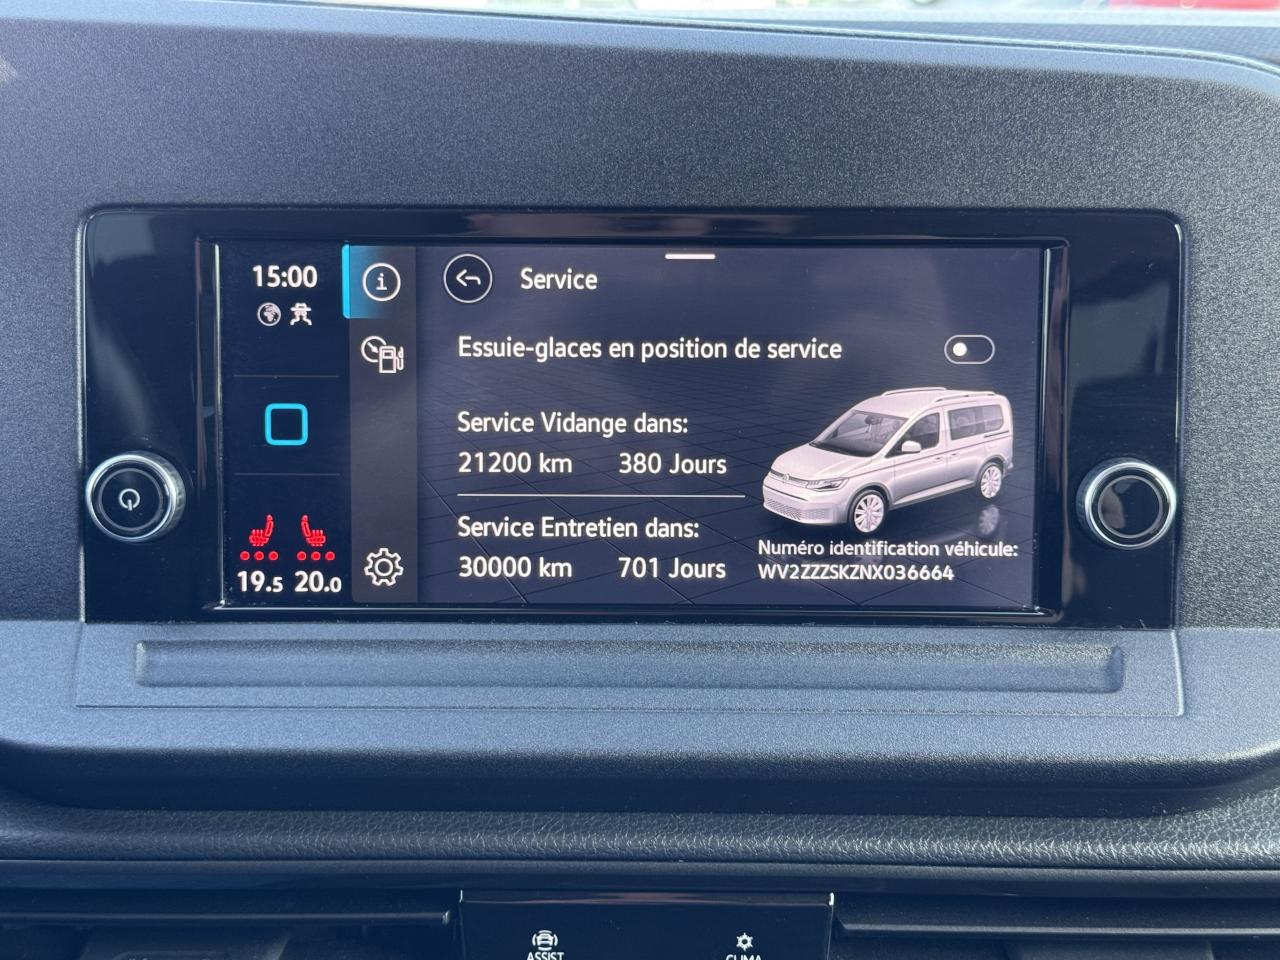 15:00
Service
Essuie-glaces en position de service
Service Vidange dans:
21200 km 380 Jours
Service Entretien dans:
30000 km 701 Jours
Numéro identification véhicule:
WV2ZZZSKZNX036664
19.5 20.0
ASSIST
CLIMA